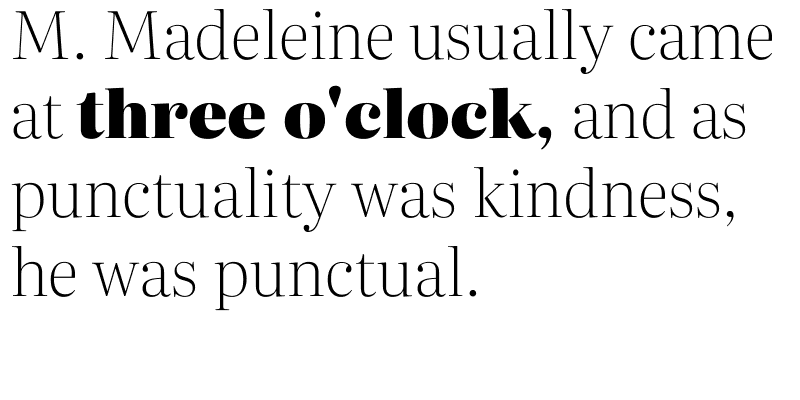 M. Madeleine usually came
at three o'clock, and as
punctuality was kindness,
he was punctual.